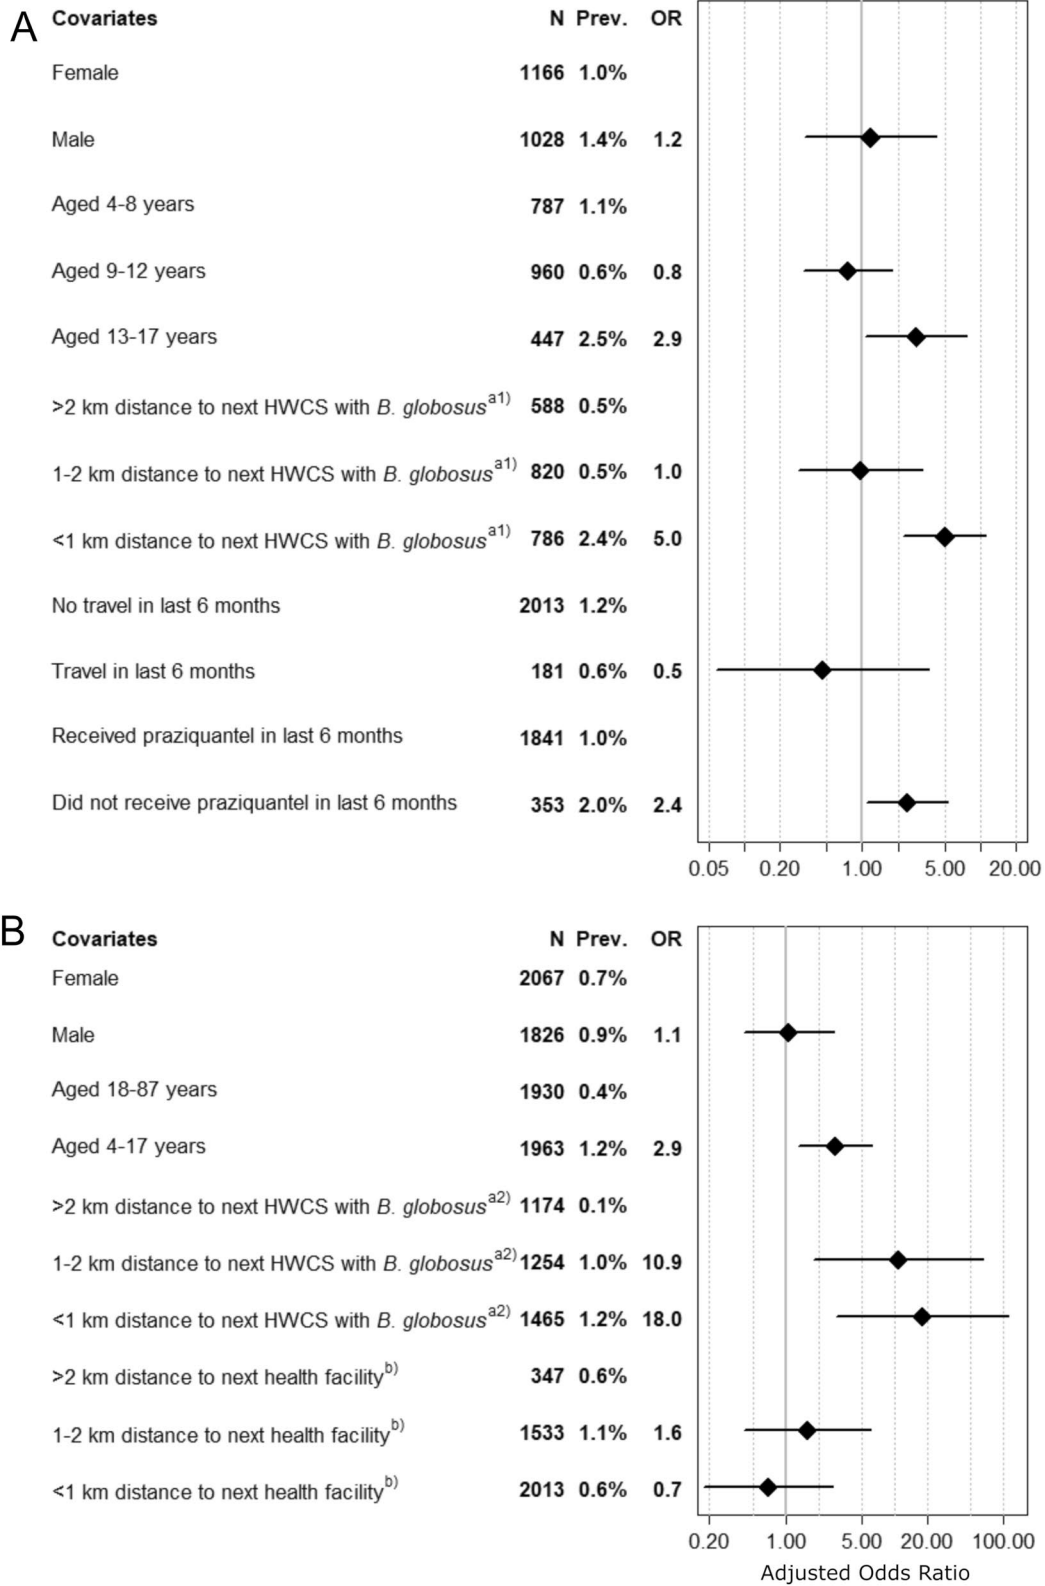 A
Covariates N Prev. OR
Female 1166 1.0%
Male 1028 1.4% 1.2
Aged 4-8 years 787 1.1%
Aged 9-12 years 960 0.6% 0.8
Aged 13-17 years 447 2.5% 2.9
>2 km distance to next HWCS with B. globosus a1) 588 0.5%
1-2 km distance to next HWCS with B. globosus a1) 820 0.5% 1.0
<1 km distance to next HWCS with B. globosus a1) 786 2.4% 5.0
No travel in last 6 months 2013 1.2%
Travel in last 6 months 181 0.6% 0.5
Received praziquantel in last 6 months 1841 1.0%
Did not receive praziquantel in last 6 months 353 2.0% 2.4
0.05 0.20 1.00 5.00 20.00
B
Covariates N Prev. OR
Female 2067 0.7%
Male 1826 0.9% 1.1
Aged 18-87 years 1930 0.4%
Aged 4-17 years 1963 1.2% 2.9
>2 km distance to next HWCS with B. globosus a2) 1174 0.1%
1-2 km distance to next HWCS with B. globosus a2) 1254 1.0% 10.9
<1 km distance to next HWCS with B. globosus a2) 1465 1.2% 18.0
>2 km distance to next health facility b) 347 0.6%
1-2 km distance to next health facility b) 1533 1.1% 1.6
<1 km distance to next health facility b) 2013 0.6% 0.7
0.20 1.00 5.00 20.00 100.00
Adjusted Odds Ratio